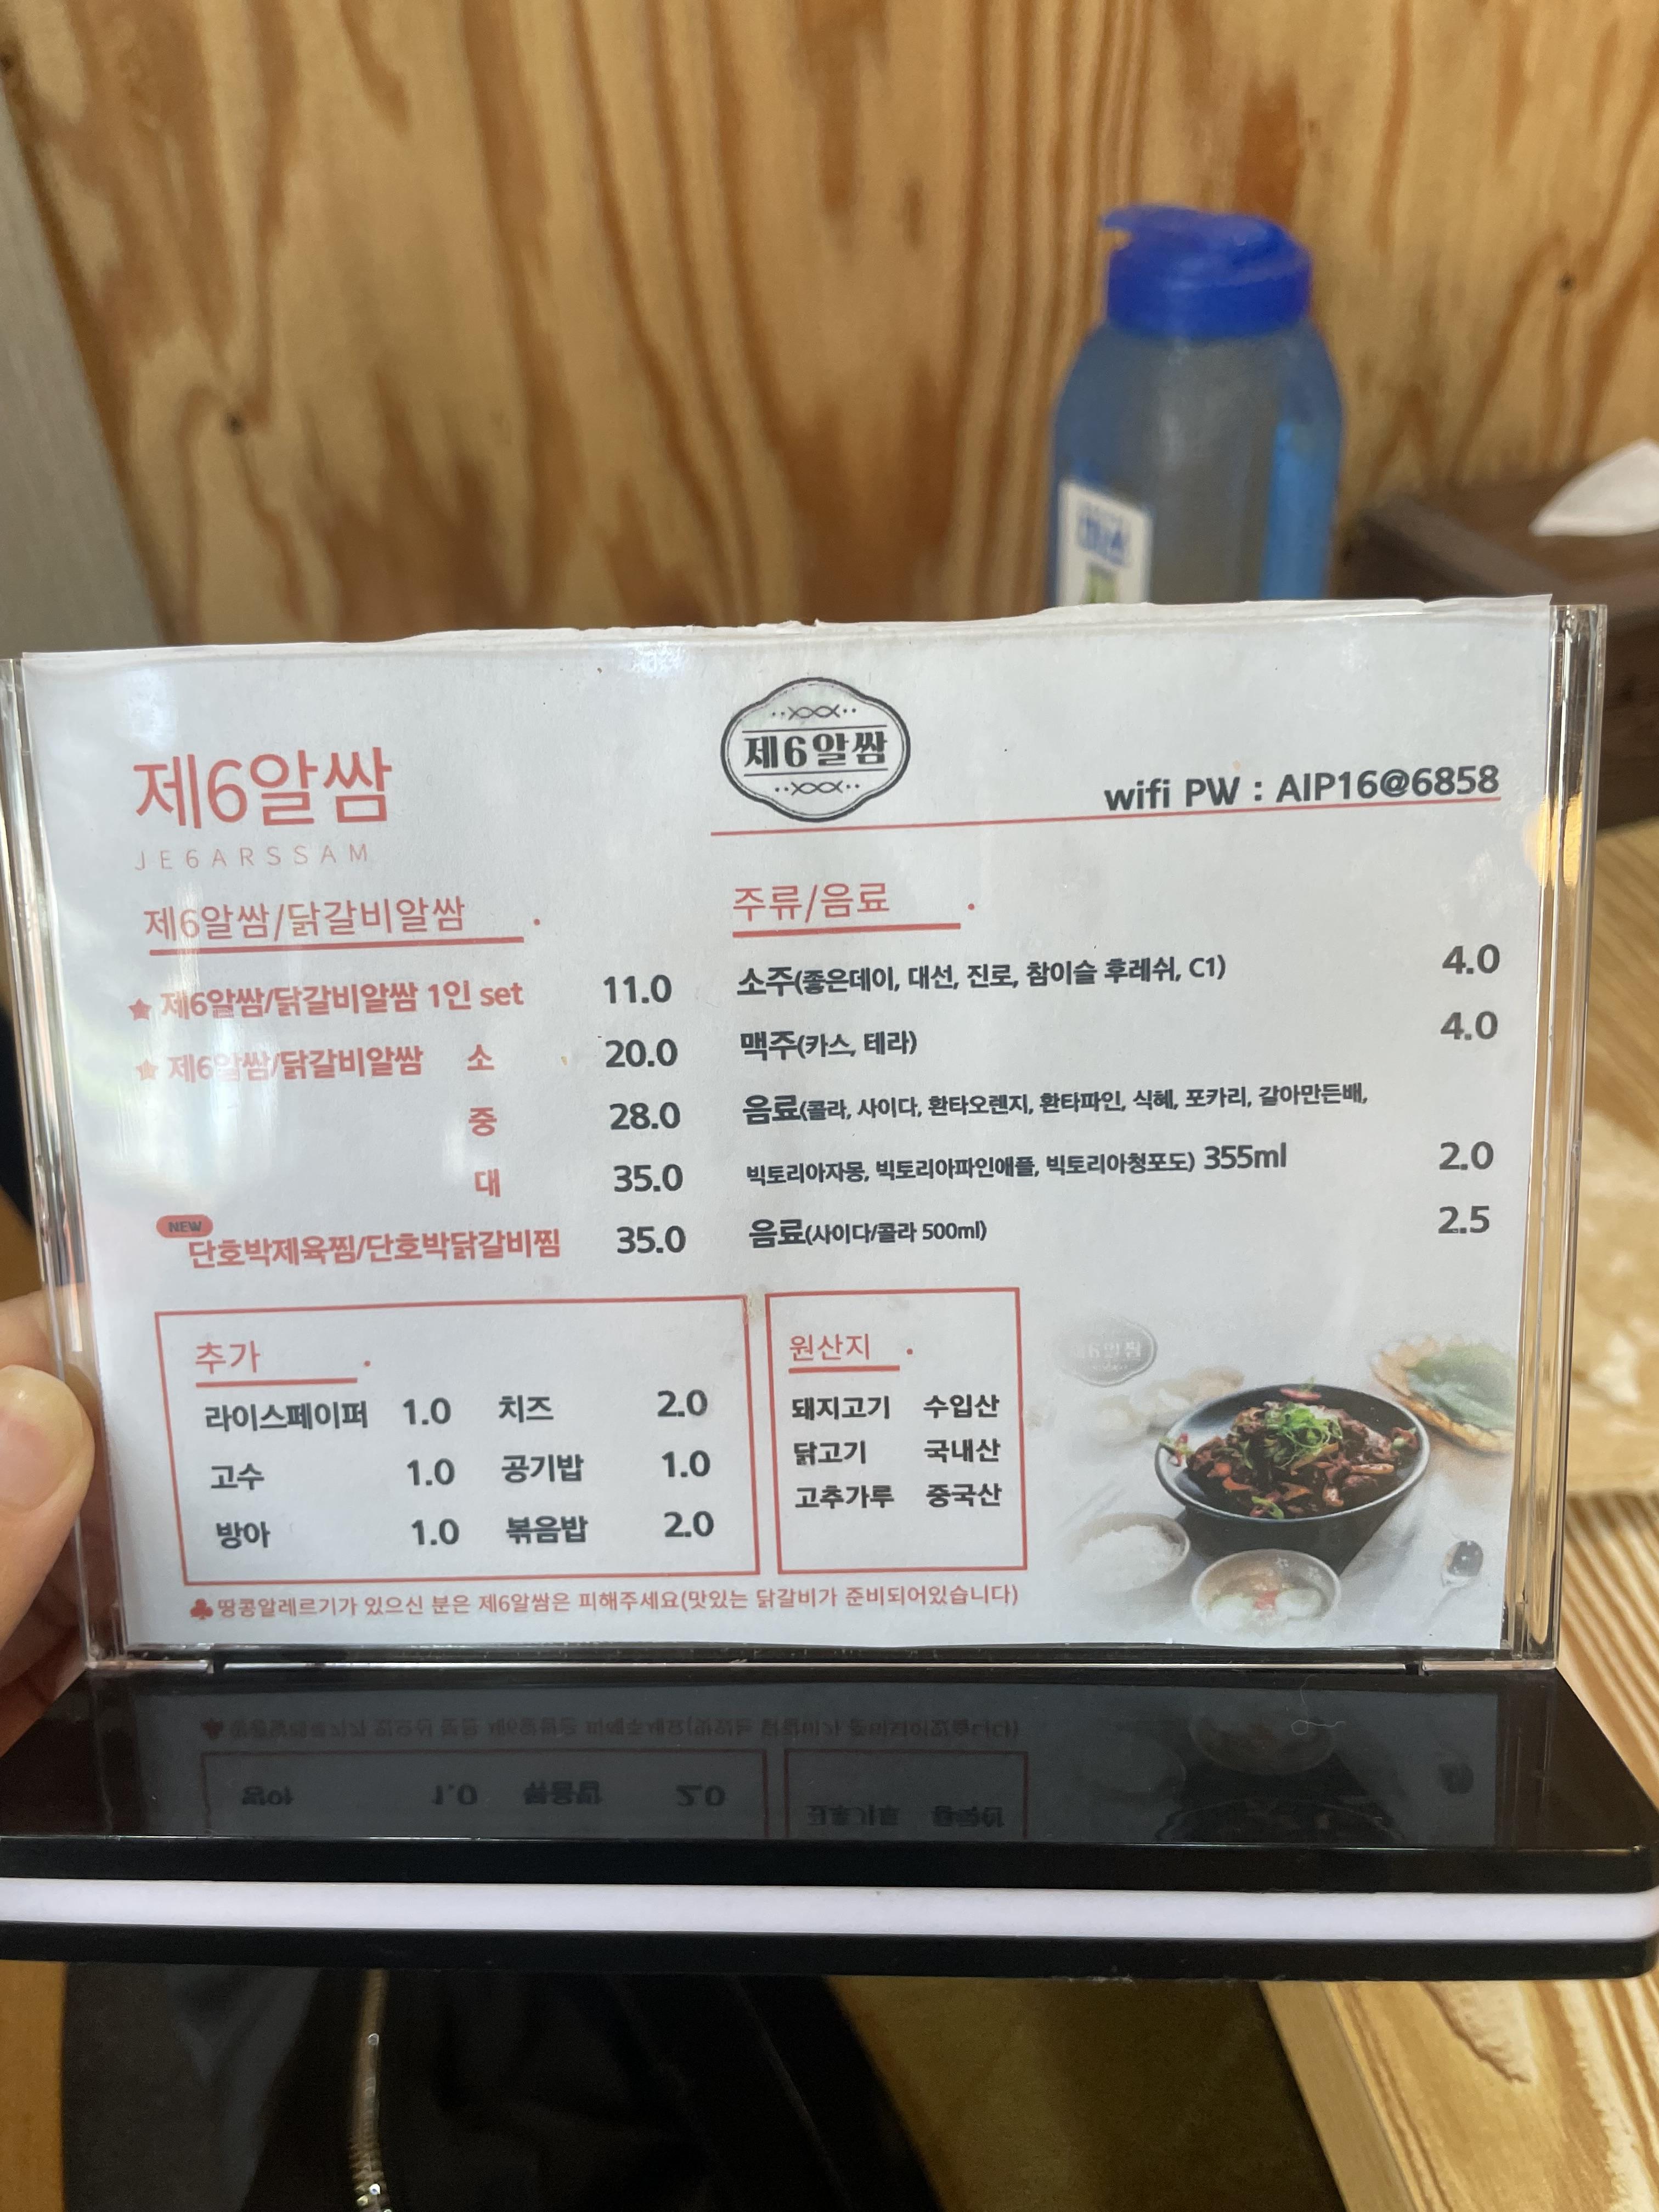 제6알쌈
JE6ARSSAM
제6알쌈
wifi PW : AIP16@6858
제6알쌈/닭갈비알쌈
★ 제6알쌈/닭갈비알쌈 1인 set 11.0
★ 제6알쌈/닭갈비알쌈 소 20.0
중 28.0
대 35.0
NEW
단호박제육찜/단호박닭갈비찜 35.0
주류/음료
소주(좋은데이, 대선, 진로, 참이슬 후레쉬, C1) 4.0
맥주(카스, 테라) 4.0
음료(콜라, 사이다, 환타오렌지, 환타파인, 식혜, 포카리, 갈아만든배,
빅토리아자몽, 빅토리아파인애플, 빅토리아청포도) 355ml 2.0
음료(사이다/콜라 500ml) 2.5
추가
라이스페이퍼 1.0 치즈 2.0
고수 1.0 공기밥 1.0
방아 1.0 볶음밥 2.0
원산지
돼지고기 수입산
닭고기 국내산
고추가루 중국산
제6알쌈
♣땅콩알레르기가 있으신 분은 제6알쌈은 피해주세요(맛있는 닭갈비가 준비되어있습니다)